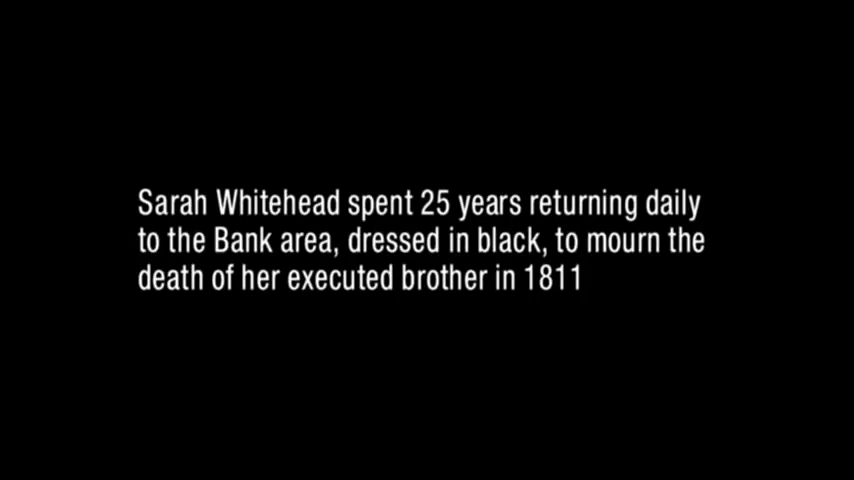 Sarah Whitehead spent 25 years returning daily
to the Bank area, dressed in black, to mourn the
death of her executed brother in 1811